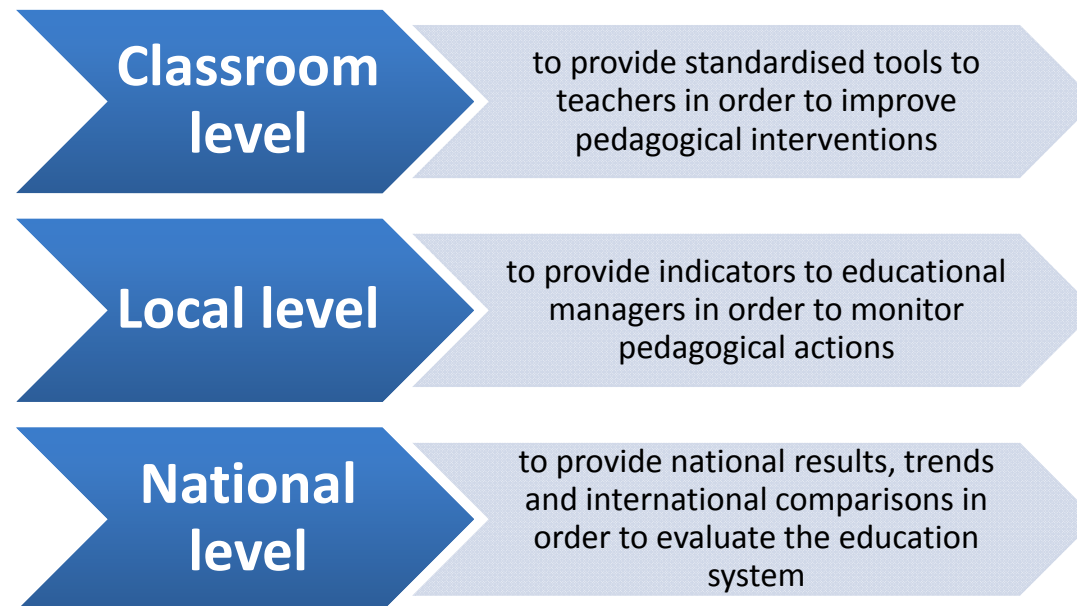 Classroom
level
to provide standardised tools to
teachers in order to improve
pedagogical interventions
Local level
to provide indicators to educational
managers in order to monitor
pedagogical actions
National
level
to provide national results, trends
and international comparisons in
order to evaluate the education
system